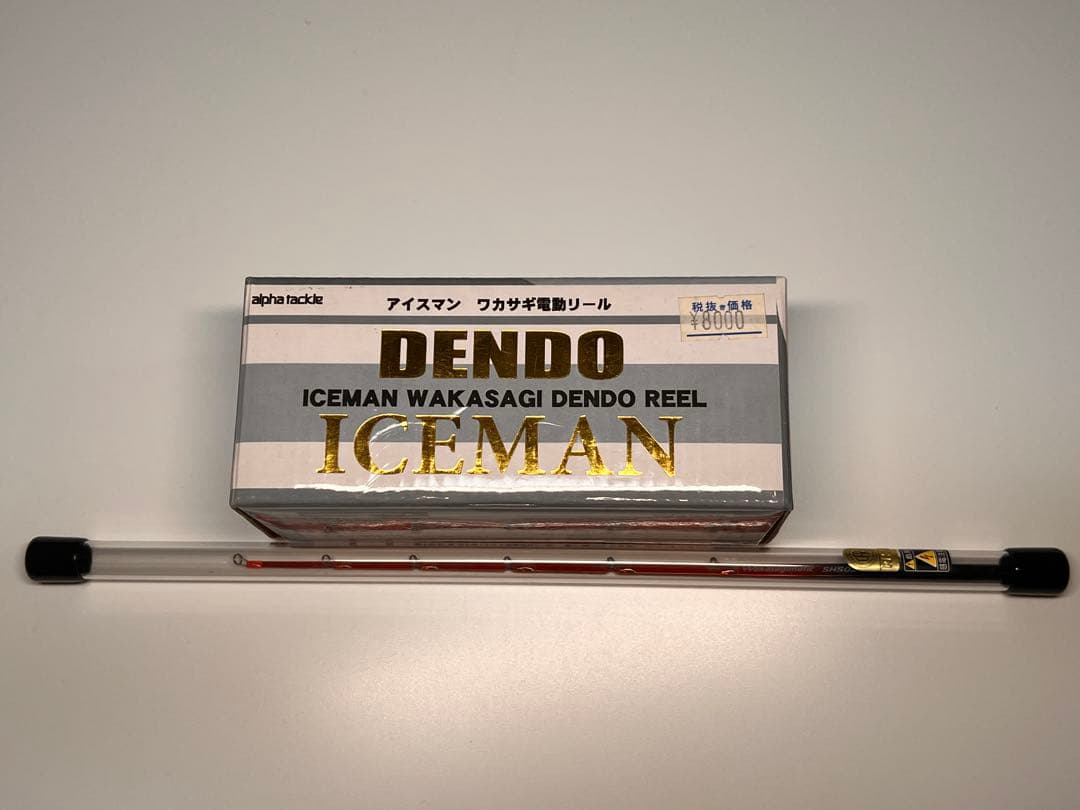 alpha tackle
アイスマン ワカサギ電動リール
税抜 価格
¥8000
DENDO
ICEMAN WAKASAGI DENDO REEL
ICEMAN